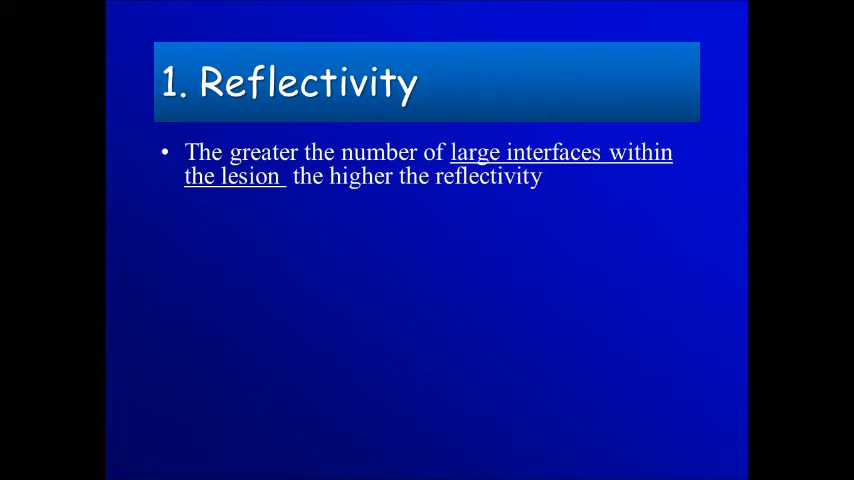 1. Reflectivity
• The greater the number of large interfaces within
the lesion the higher the reflectivity